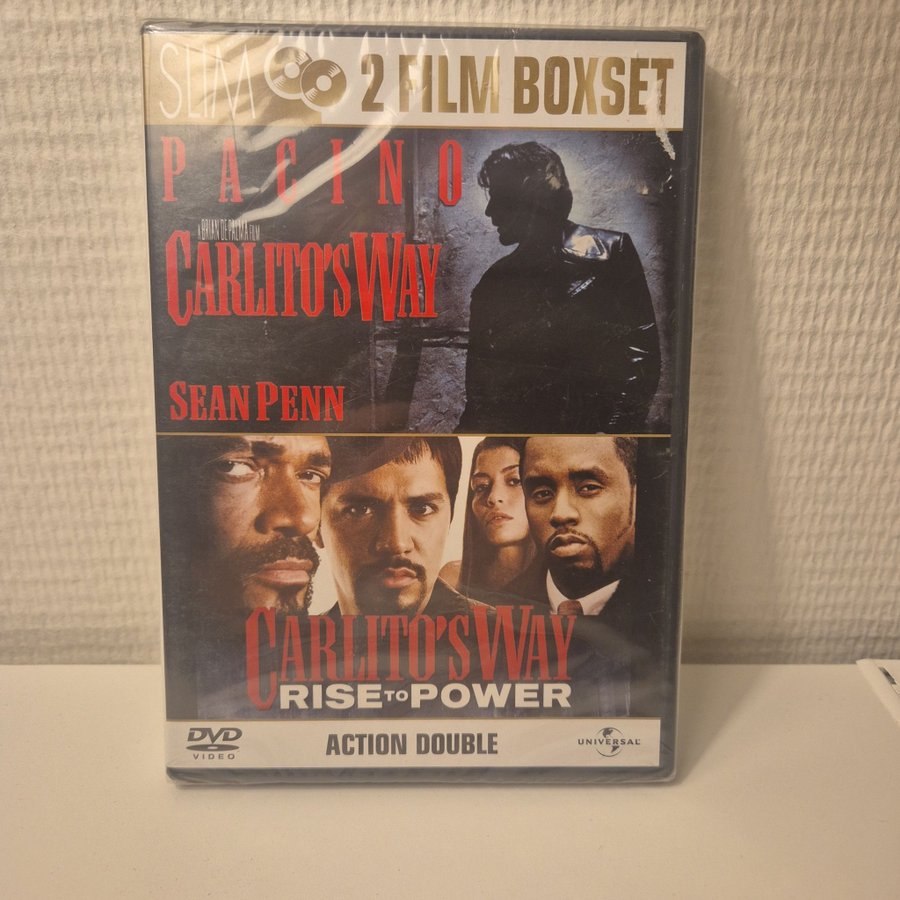 SLIM 2 FILM BOXSET
PACINO
A BRIAN DE PALMA FILM
CARLITO'S WAY
SEAN PENN
CARLITO'S WAY
RISE TO POWER
DVD
VIDEO
ACTION DOUBLE
UNIVERSAL